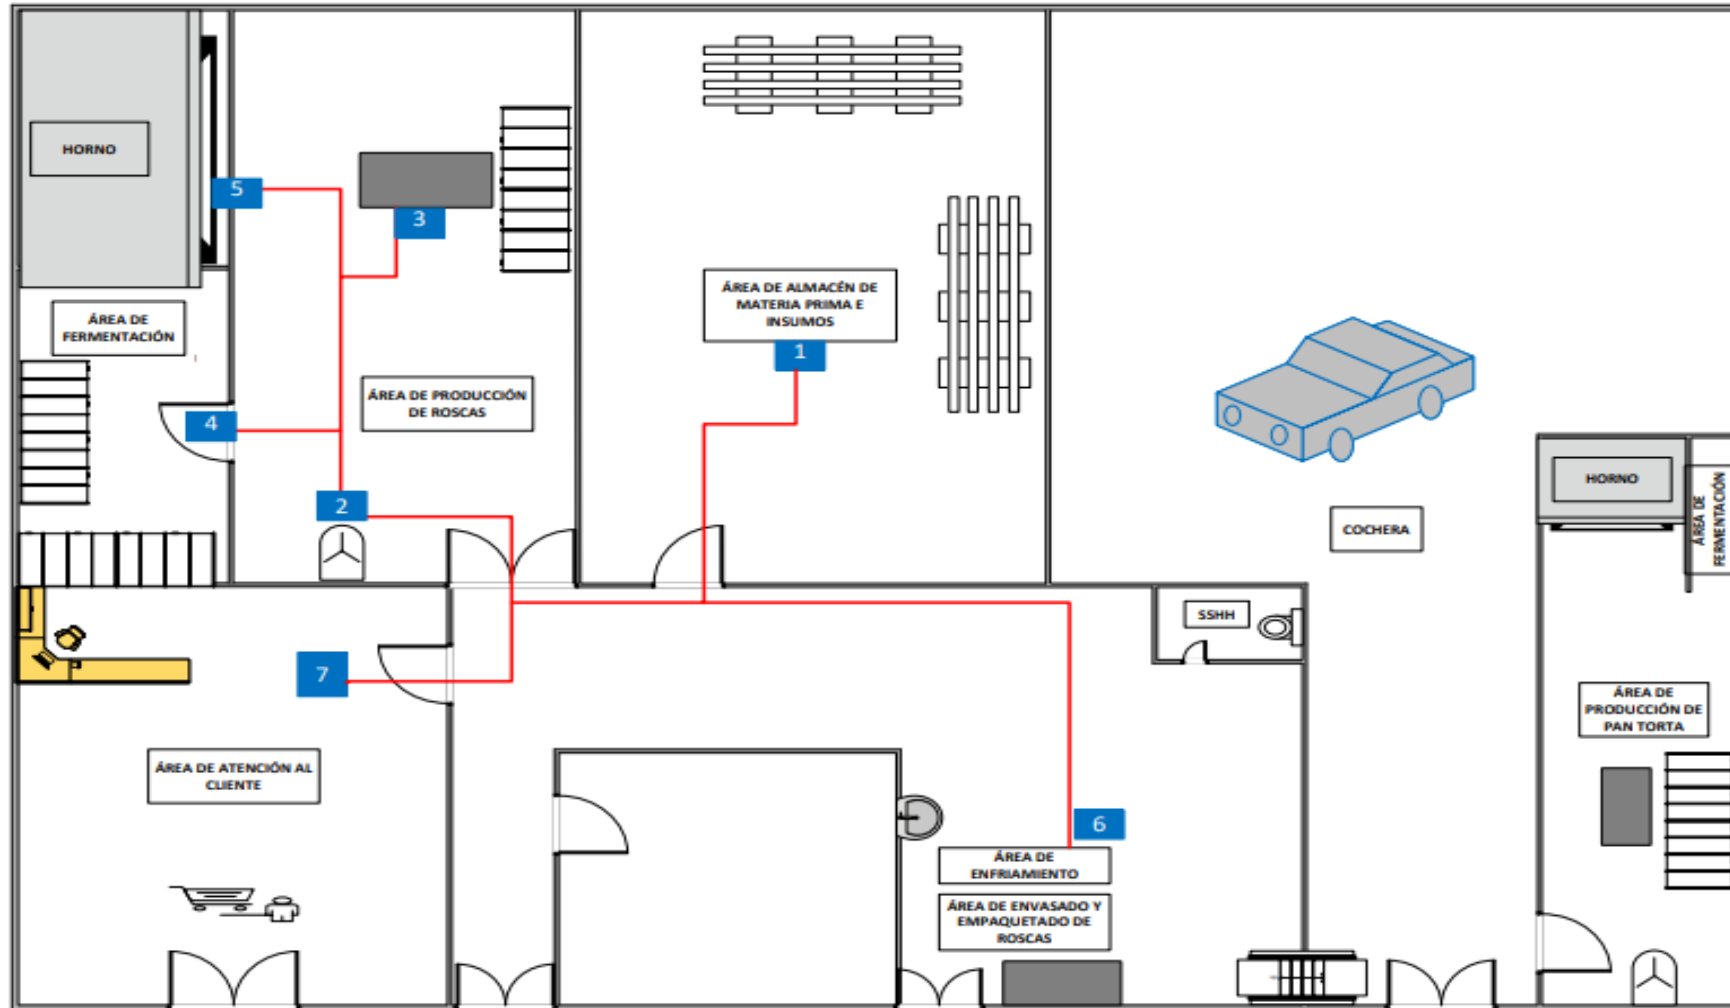 HORNO
5
3
ÁREA DE
FERMENTACIÓN
4
ÁREA DE PRODUCCIÓN
DE ROSCAS
2
ÁREA DE ALMACÉN DE
MATERIA PRIMA E
INSUMOS
1
COCHERA
HORNO
ÁREA DE
FERMENTACIÓN
SSHH
7
ÁREA DE ATENCIÓN AL
CLIENTE
6
ÁREA DE
ENFRIAMIENTO
ÁREA DE ENVASADO Y
EMPAQUETADO DE
ROSCAS
ÁREA DE
PRODUCCIÓN DE
PAN TORTA